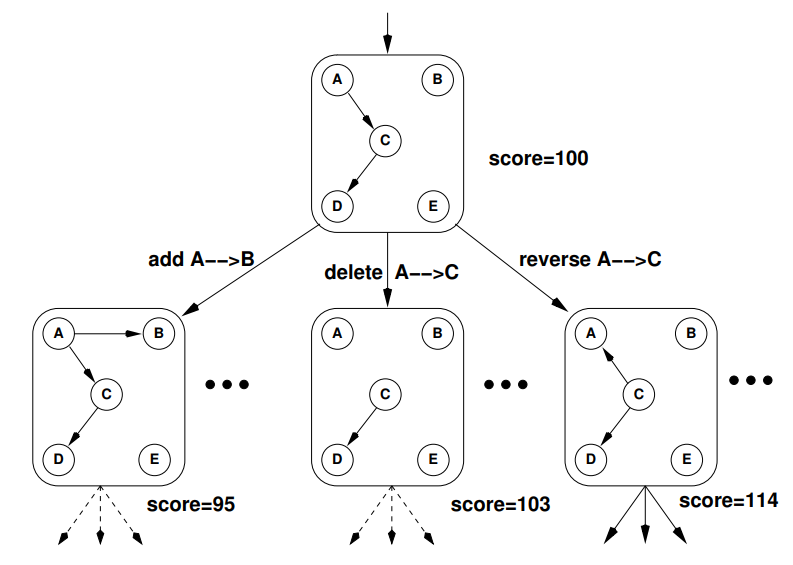 A B
C
D E
score=100
add A-->B
delete A-->C
reverse A-->C
A B
C
D E
score=95
A B
C
D E
score=103
A B
C
D E
score=114